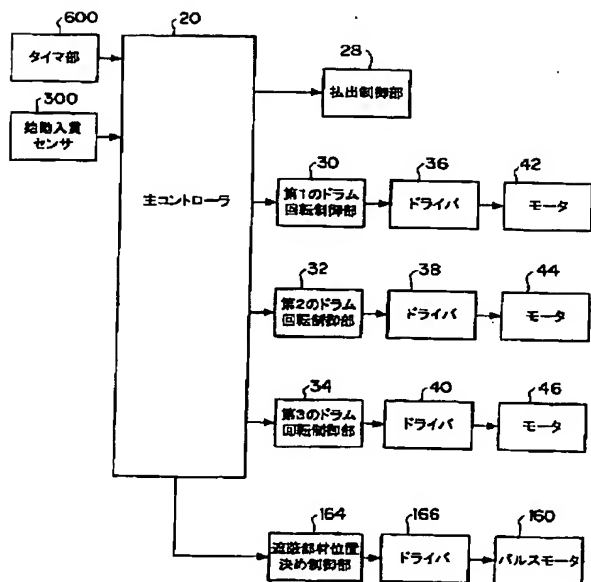 600
タイマ部
300
始動入賞
センサ
20
主コントローラ
28
払出制御部
30
第1のドラム
回転制御部
36
ドライバ
42
モータ
32
第2のドラム
回転制御部
38
ドライバ
44
モータ
34
第3のドラム
回転制御部
40
ドライバ
46
モータ
164
遮蔽部材位置
決め制御部
166
ドライバ
160
パルスモータ